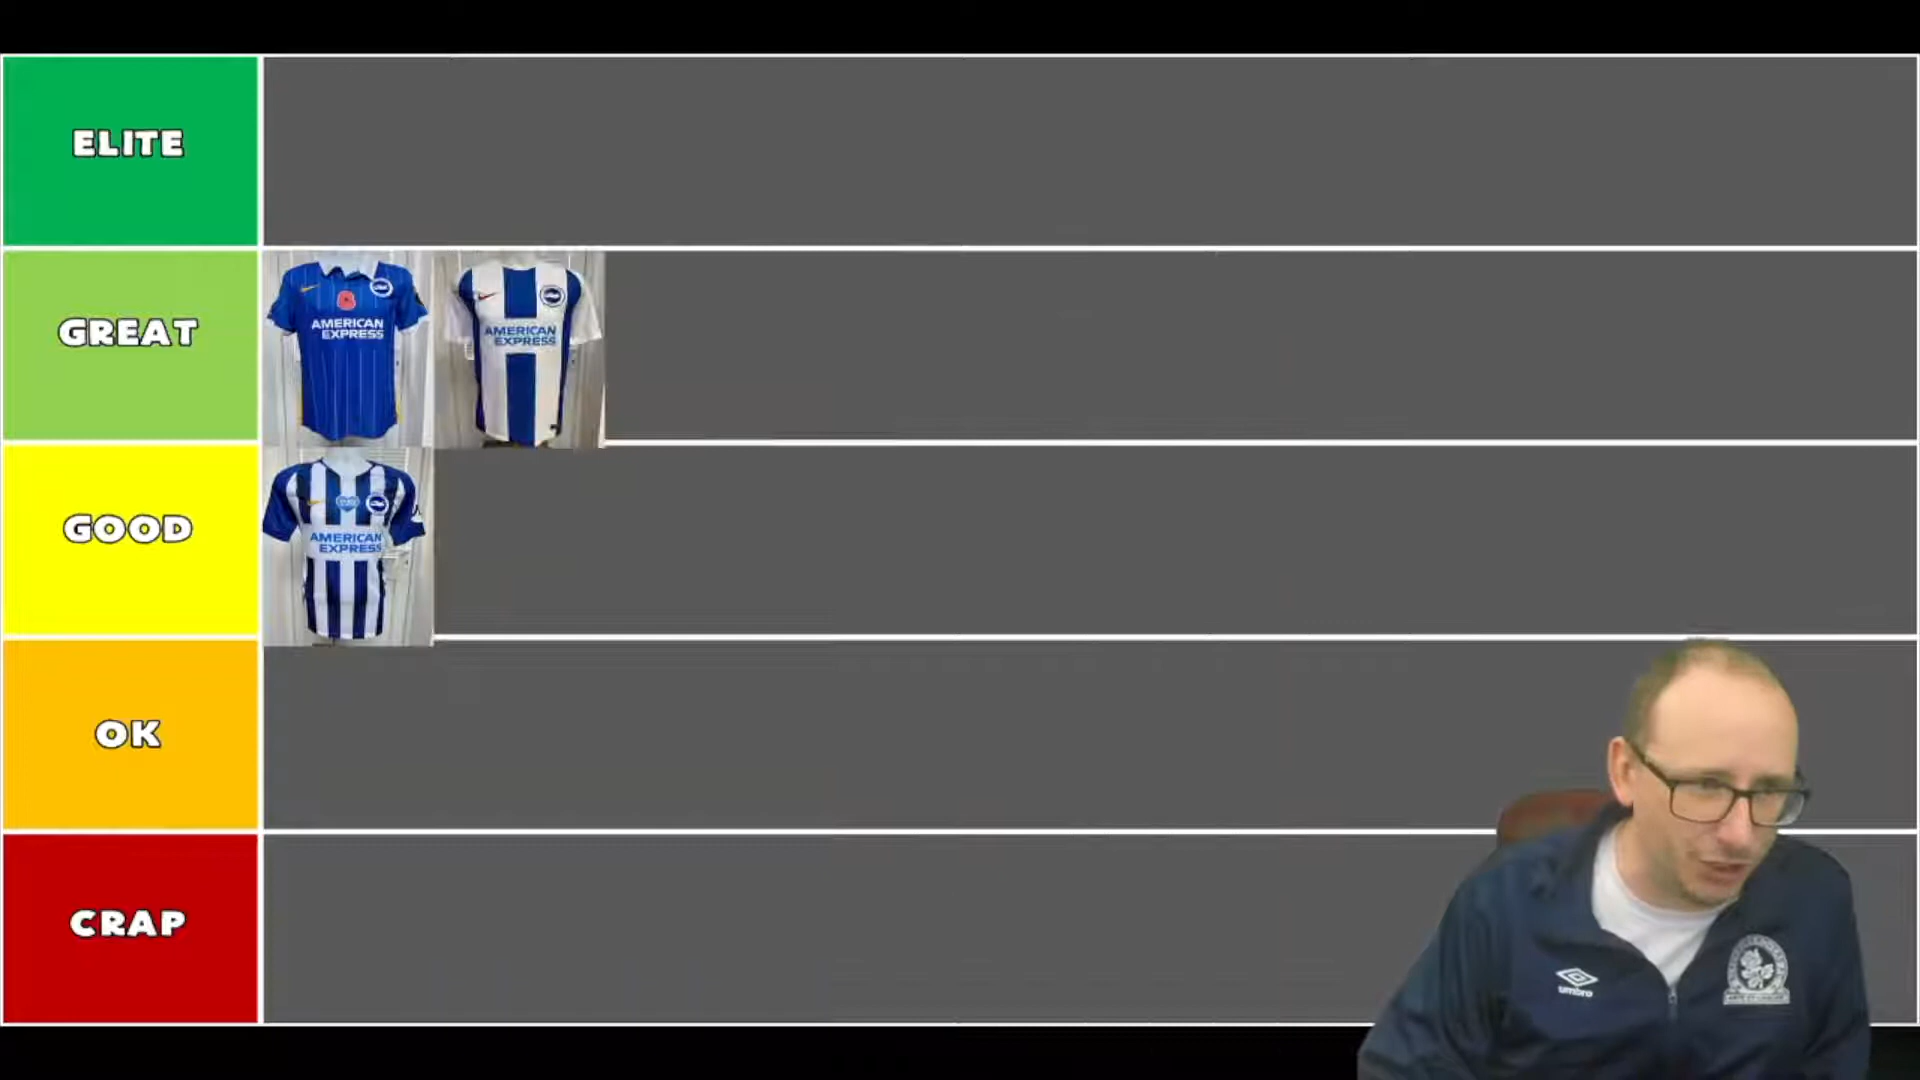 ELITE
GREAT
AMERICAN
EXPRESS
AMERICAN
EXPRESS
GOOD
AMERICAN
EXPRESS
OK
CRAP
umbro